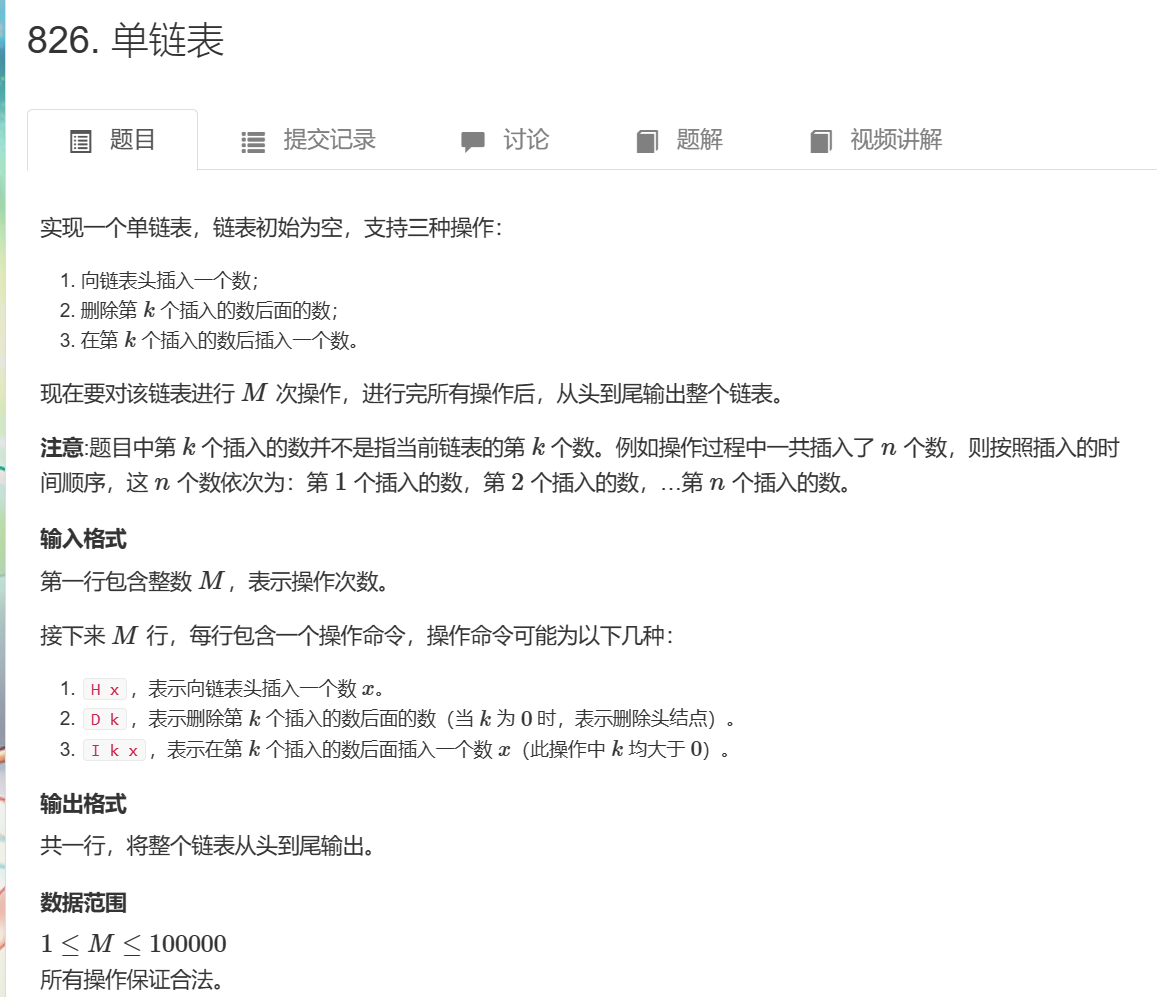 826. 单链表
题目 提交记录 讨论 题解 视频讲解
实现一个单链表，链表初始为空，支持三种操作：
1. 向链表头插入一个数；
2. 删除第 k 个插入的数后面的数；
3. 在第 k 个插入的数后插入一个数。
现在要对该链表进行 M 次操作，进行完所有操作后，从头到尾输出整个链表。
注意:题目中第 k 个插入的数并不是指当前链表的第 k 个数。例如操作过程中一共插入了 n 个数，则按照插入的时
间顺序，这 n 个数依次为：第 1 个插入的数，第 2 个插入的数，…第 n 个插入的数。
输入格式
第一行包含整数 M，表示操作次数。
接下来 M 行，每行包含一个操作命令，操作命令可能为以下几种：
1. H x，表示向链表头插入一个数 x。
2. D k，表示删除第 k 个插入的数后面的数（当 k 为 0 时，表示删除头结点）。
3. I k x，表示在第 k 个插入的数后面插入一个数 x（此操作中 k 均大于 0）。
输出格式
共一行，将整个链表从头到尾输出。
数据范围
1 ≤ M ≤ 100000
所有操作保证合法。